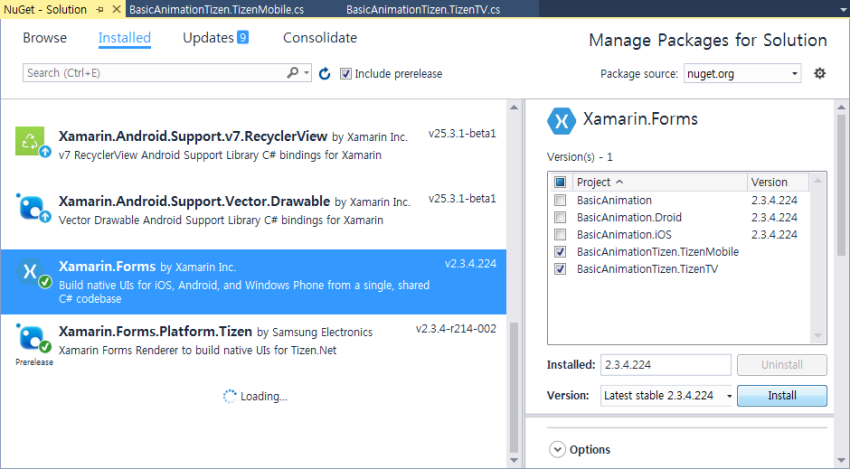 NuGet - Solution BasicAnimationTizen.TizenMobile.cs BasicAnimationTizen.TizenTV.cs
Browse Installed Updates 9 Consolidate
Manage Packages for Solution
Search (Ctrl+E) Include prerelease
Package source: nuget.org
Xamarin.Android.Support.v7.RecyclerView by Xamarin Inc. v25.3.1-beta1
v7 RecyclerView Android Support Library C# bindings for Xamarin
Xamarin.Android.Support.Vector.Drawable by Xamarin Inc. v25.3.1-beta1
Vector Drawable Android Support Library C# bindings for Xamarin
Xamarin.Forms by Xamarin Inc. v2.3.4.224
Build native UIs for iOS, Android, and Windows Phone from a single, shared
C# codebase
Xamarin.Forms.Platform.Tizen by Samsung Electronics v2.3.4-r214-002
Xamarin Forms Renderer to build native UIs for Tizen.Net
Prerelease
Loading...
Xamarin.Forms
Version(s) - 1
Project Version
BasicAnimation 2.3.4.224
BasicAnimation.Droid 2.3.4.224
BasicAnimation.iOS 2.3.4.224
BasicAnimationTizen.TizenMobile
BasicAnimationTizen.TizenTV
Installed: 2.3.4.224 Uninstall
Version: Latest stable 2.3.4.224 Install
Options